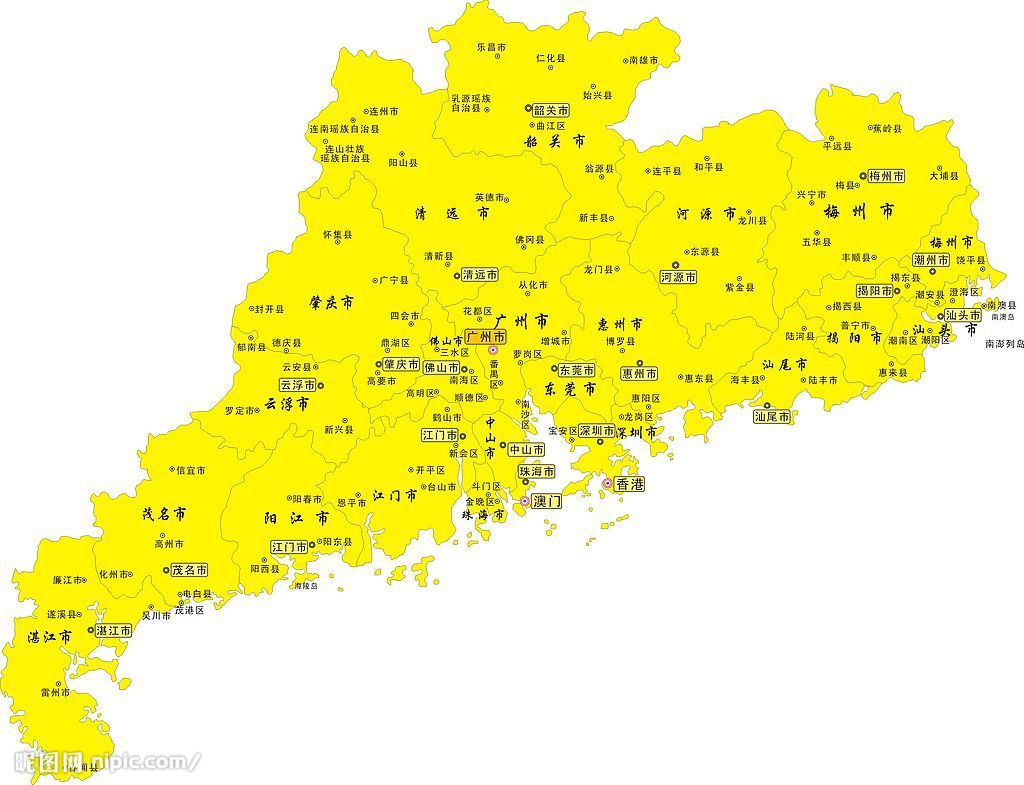 乐昌市
仁化县
南雄市
始兴县
乳源瑶族
自治县
韶关市
曲江区
韶关市
连州市
连南瑶族自治县
连山壮族
瑶族自治县
阳山县
翁源县
连平县
和平县
平远县
蕉岭县
大埔县
梅州市
梅县
兴宁市
梅州市
英德市
清远市
新丰县
河源市
龙川县
五华县
丰顺县
梅州市
怀集县
佛冈县
清新县
清远市
龙门县
东源县
河源市
紫金县
潮州市
饶平县
揭东县
揭阳市
潮安县
澄海区
南澳县
南澳岛
汕头市
广宁县
从化市
肇庆市
封开县
四会市
花都区
广州市
惠州市
揭西县
普宁市
陆河县
揭阳市
汕头市
潮南区
潮阳区
南澎列岛
郁南县
德庆县
鼎湖区
佛山市
广州市
三水区
增城市
博罗县
萝岗区
番禺区
云安县
肇庆市
高要市
佛山市
南海区
东莞市
惠州市
汕尾市
惠来县
云浮市
高明区
顺德区
东莞市
惠东县
海丰县
陆丰市
惠阳区
汕尾市
罗定市
云浮市
新兴县
鹤山市
中山市
南沙区
龙岗区
宝安区
深圳市
深圳市
江门市
新会区
中山市
信宜市
开平区
珠海市
台山市
斗门区
香港
阳春市
恩平市
江门市
金晚区
澳门
珠海市
茂名市
阳江市
高州市
江门市
阳东县
阳西县
海陵岛
廉江市
化州市
茂名市
电白县
茂港区
吴川市
遂溪县
湛江市
湛江市
雷州市
闻县
昵图网 nipic.com/